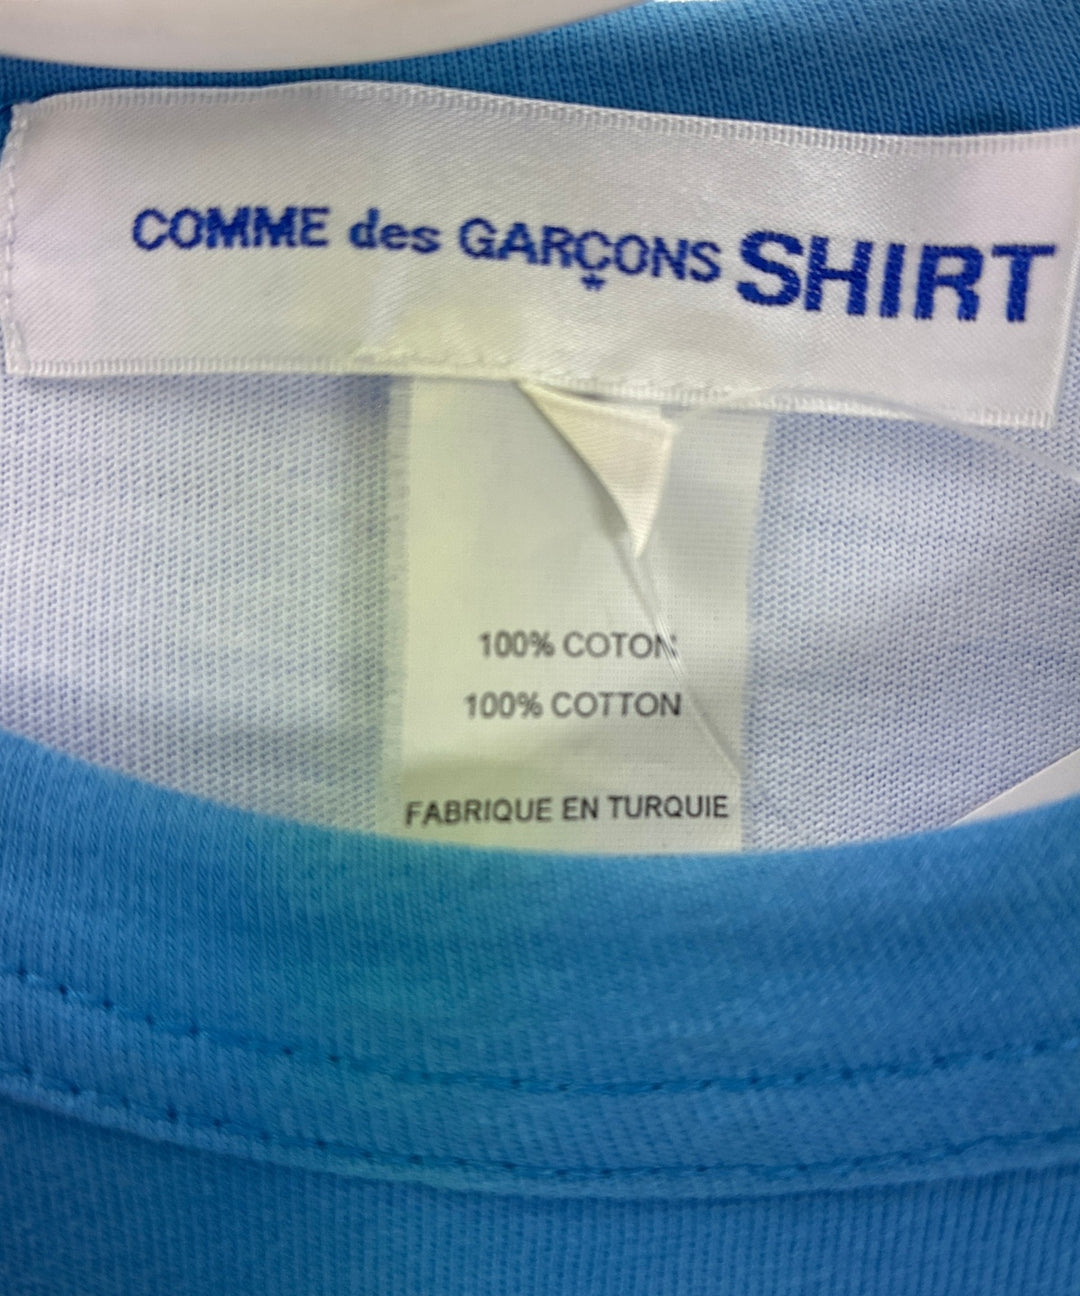 COMME des GARÇONS SHIRT
100% COTON
100% COTTON
FABRIQUE EN TURQUIE